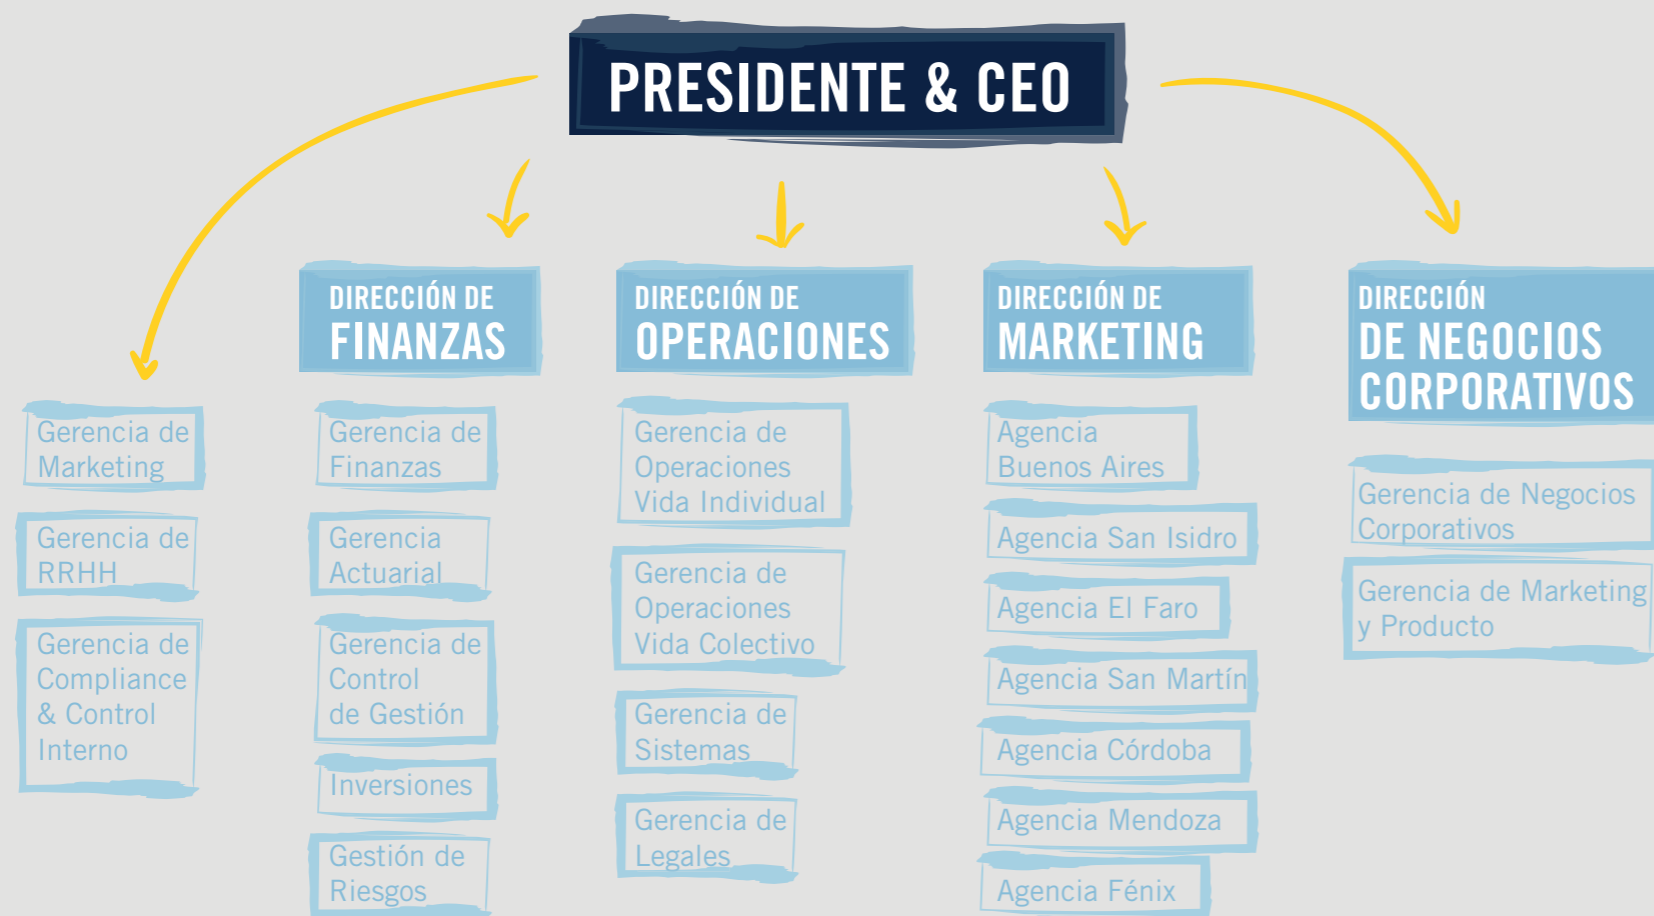 PRESIDENTE & CEO
Gerencia de
Marketing
Gerencia de
RRHH
Gerencia de
Compliance
& Control
Interno
DIRECCIÓN DE
FINANZAS
Gerencia de
Finanzas
Gerencia
Actuarial
Gerencia de
Control
de Gestión
Inversiones
Gestión de
Riesgos
DIRECCIÓN DE
OPERACIONES
Gerencia de
Operaciones
Vida Individual
Gerencia de
Operaciones
Vida Colectivo
Gerencia de
Sistemas
Gerencia de
Legales
DIRECCIÓN DE
MARKETING
Agencia
Buenos Aires
Agencia San Isidro
Agencia El Faro
Agencia San Martín
Agencia Córdoba
Agencia Mendoza
Agencia Fénix
DIRECCIÓN
DE NEGOCIOS
CORPORATIVOS
Gerencia de Negocios
Corporativos
Gerencia de Marketing
y Producto